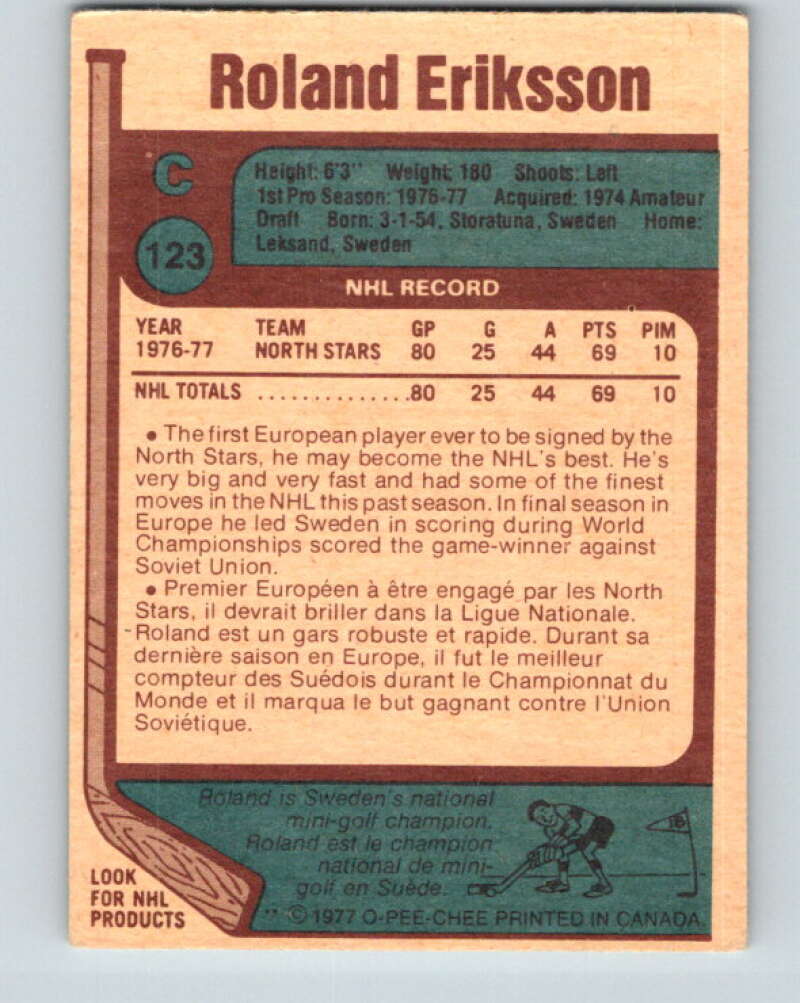 Roland Eriksson
C
123
Height: 6'3" Weight: 180 Shoots: Left
1st Pro Season: 1976-77 Acquired: 1974 Amateur
Draft Born: 3-1-54, Storatuna, Sweden Home:
Leksand, Sweden
NHL RECORD
YEAR TEAM GP G A PTS PIM
1976-77 NORTH STARS 80 25 44 69 10
NHL TOTALS ..............80 25 44 69 10
• The first European player ever to be signed by the
North Stars, he may become the NHL's best. He's
very big and very fast and had some of the finest
moves in the NHL this past season. In final season in
Europe he led Sweden in scoring during World
Championships scored the game-winner against
Soviet Union.
• Premier Européen à être engagé par les North
Stars, il devrait briller dans la Ligue Nationale.
Roland est un gars robuste et rapide. Durant sa
dernière saison en Europe, il fut le meilleur
compteur des Suédois durant le Championnat du
Monde et il marqua le but gagnant contre l'Union
Soviétique.
Roland is Sweden's national
mini-golf champion.
Roland est le champion
national de mini-
golf en Suède.
18
LOOK
FOR NHL
PRODUCTS
** © 1977 O-PEE-CHEE PRINTED IN CANADA.